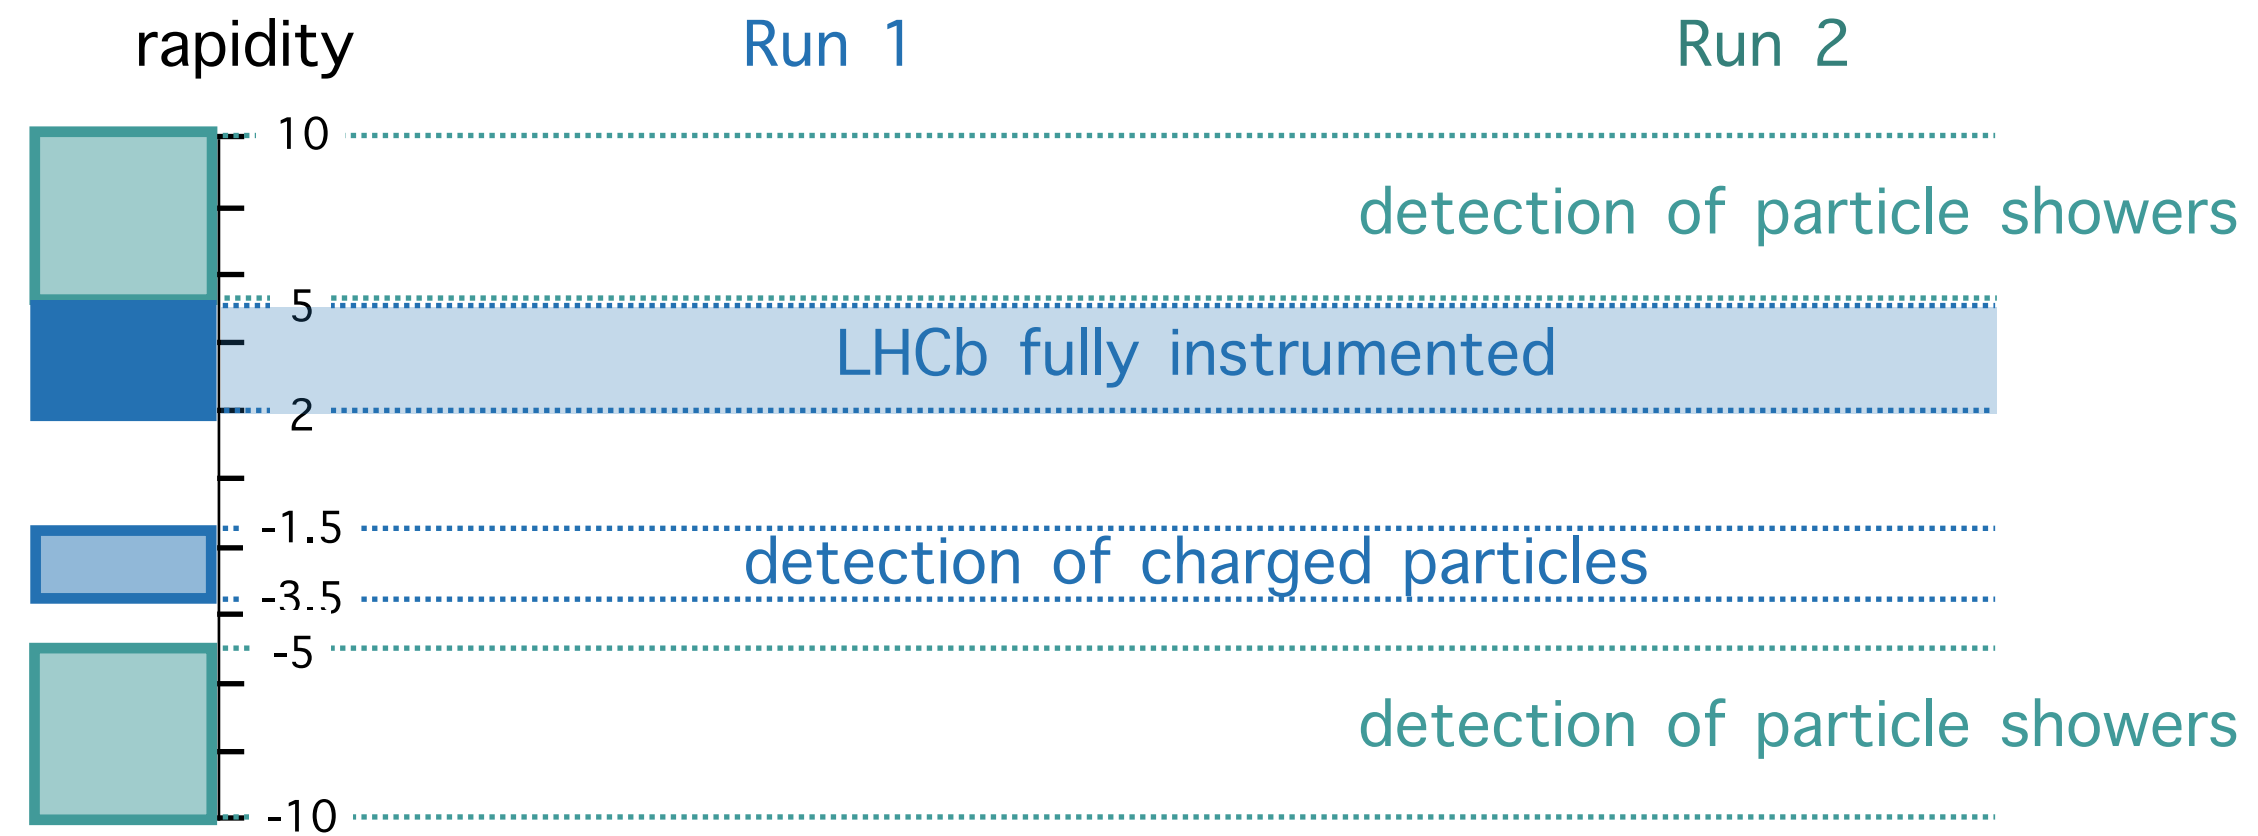 rapidity Run 1 Run 2
10
detection of particle showers
5
LHCb fully instrumented
2
-1.5
detection of charged particles
-3.5
-5
detection of particle showers
-10